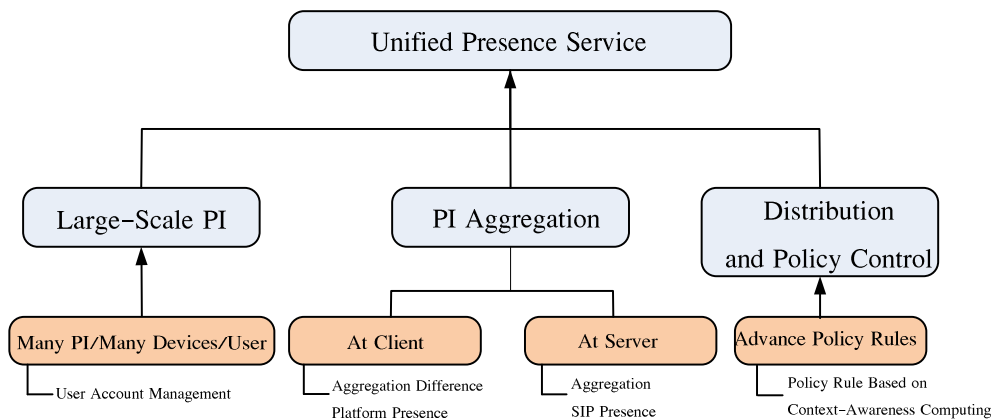 Unified Presence Service
Large-Scale PI
PI Aggregation
Distribution
and Policy Control
Many PI/Many Devices/User
At Client
At Server
Advance Policy Rules
User Account Management
Aggregation Difference
Platform Presence
Aggregation
SIP Presence
Policy Rule Based on
Context-Awareness Computing